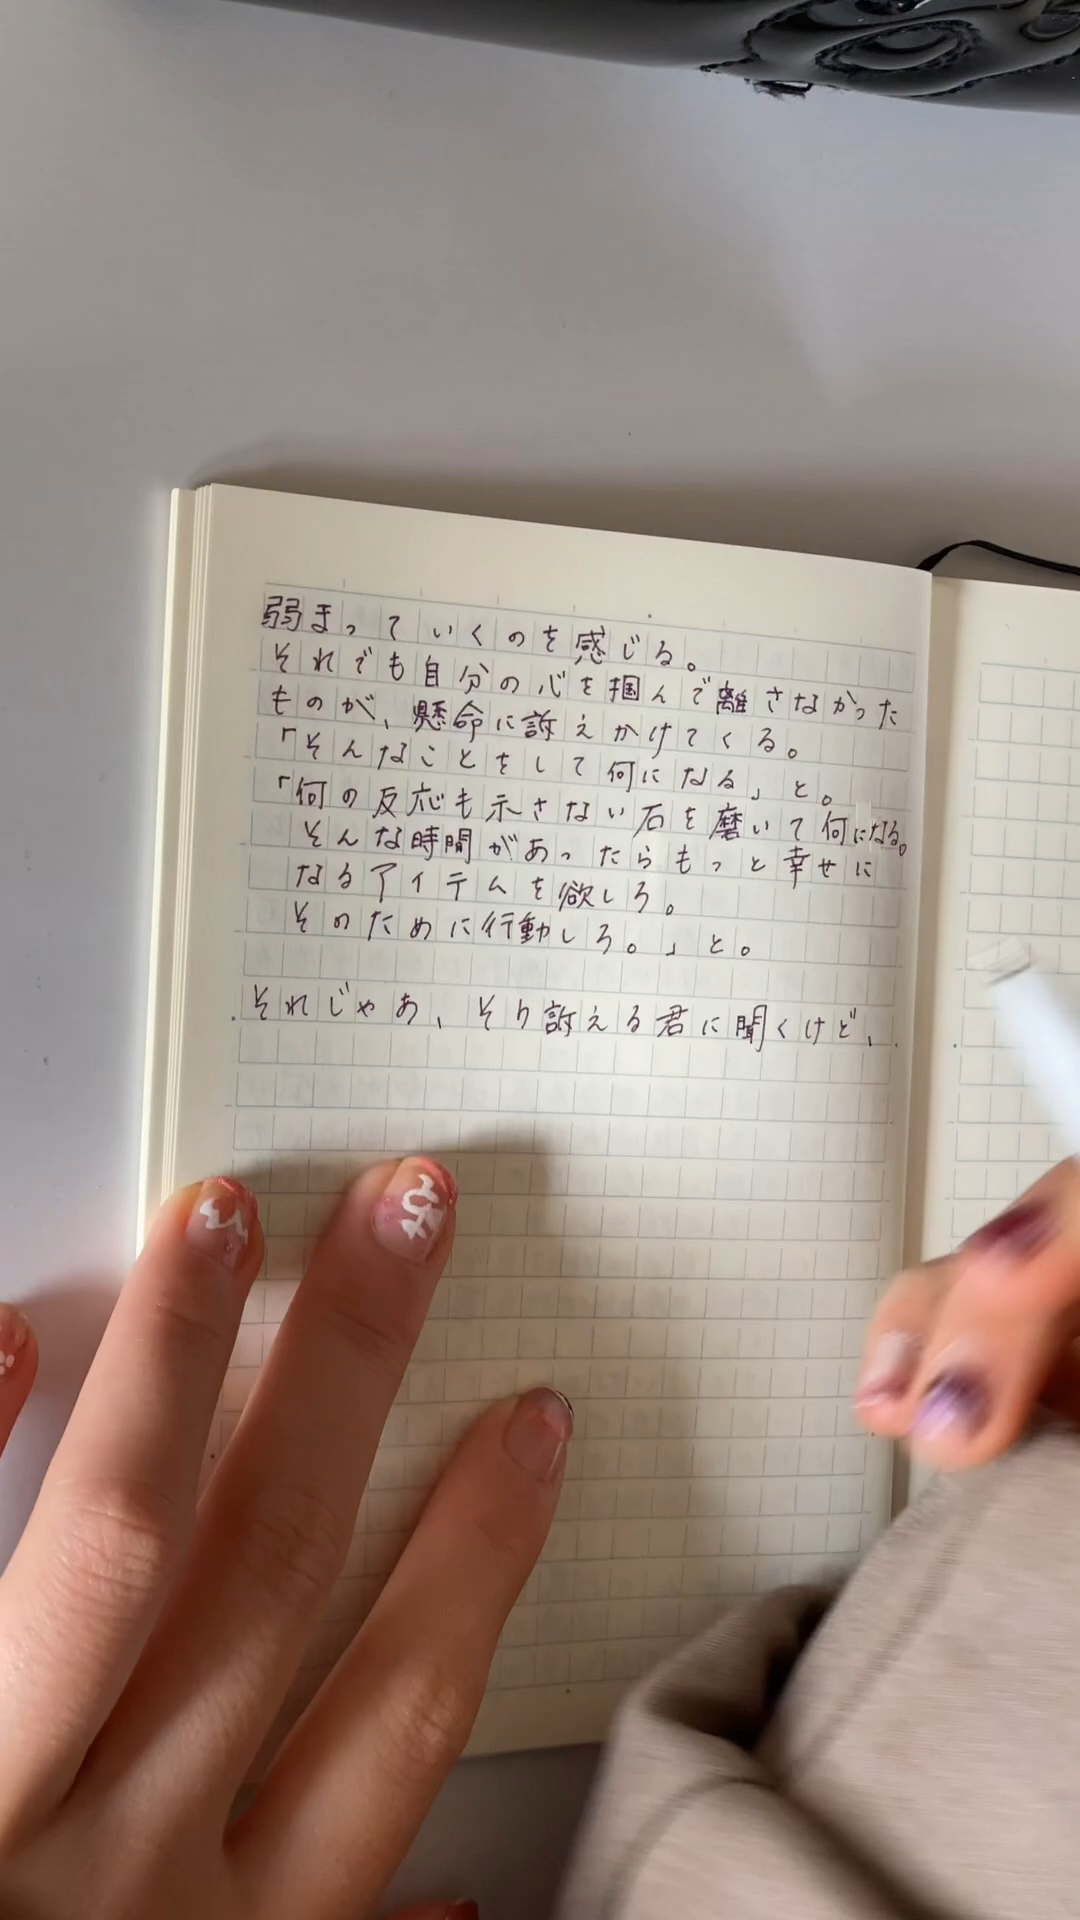 弱まっていくのを感じる。
それでも自分の心を掴んで離さなかった
ものが、懸命に訴えかけてくる。
「そんなことをして何になる」と。
「何の反応も示さない石を磨いて何になる。
そんな時間があったらもっと幸せに
なるアイテムを欲しろ。
そのために行動しろ。」と。
それじゃあ、そり訴える君に聞くけど、